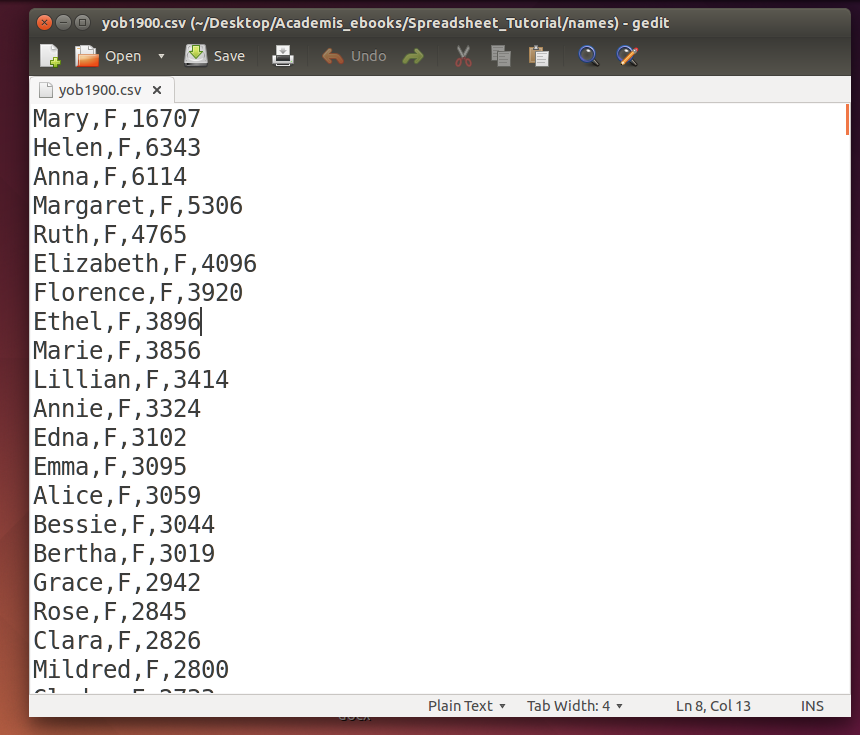 yob1900.csv (~/Desktop/Academis_ebooks/Spreadsheet_Tutorial/names) - gedit
Open Save Undo
yob1900.csv
Mary,F,16707
Helen,F,6343
Anna,F,6114
Margaret,F,5306
Ruth,F,4765
Elizabeth,F,4096
Florence,F,3920
Ethel,F,3896
Marie,F,3856
Lillian,F,3414
Annie,F,3324
Edna,F,3102
Emma,F,3095
Alice,F,3059
Bessie,F,3044
Bertha,F,3019
Grace,F,2942
Rose,F,2845
Clara,F,2826
Mildred,F,2800
Plain Text Tab Width: 4 Ln 8, Col 13 INS